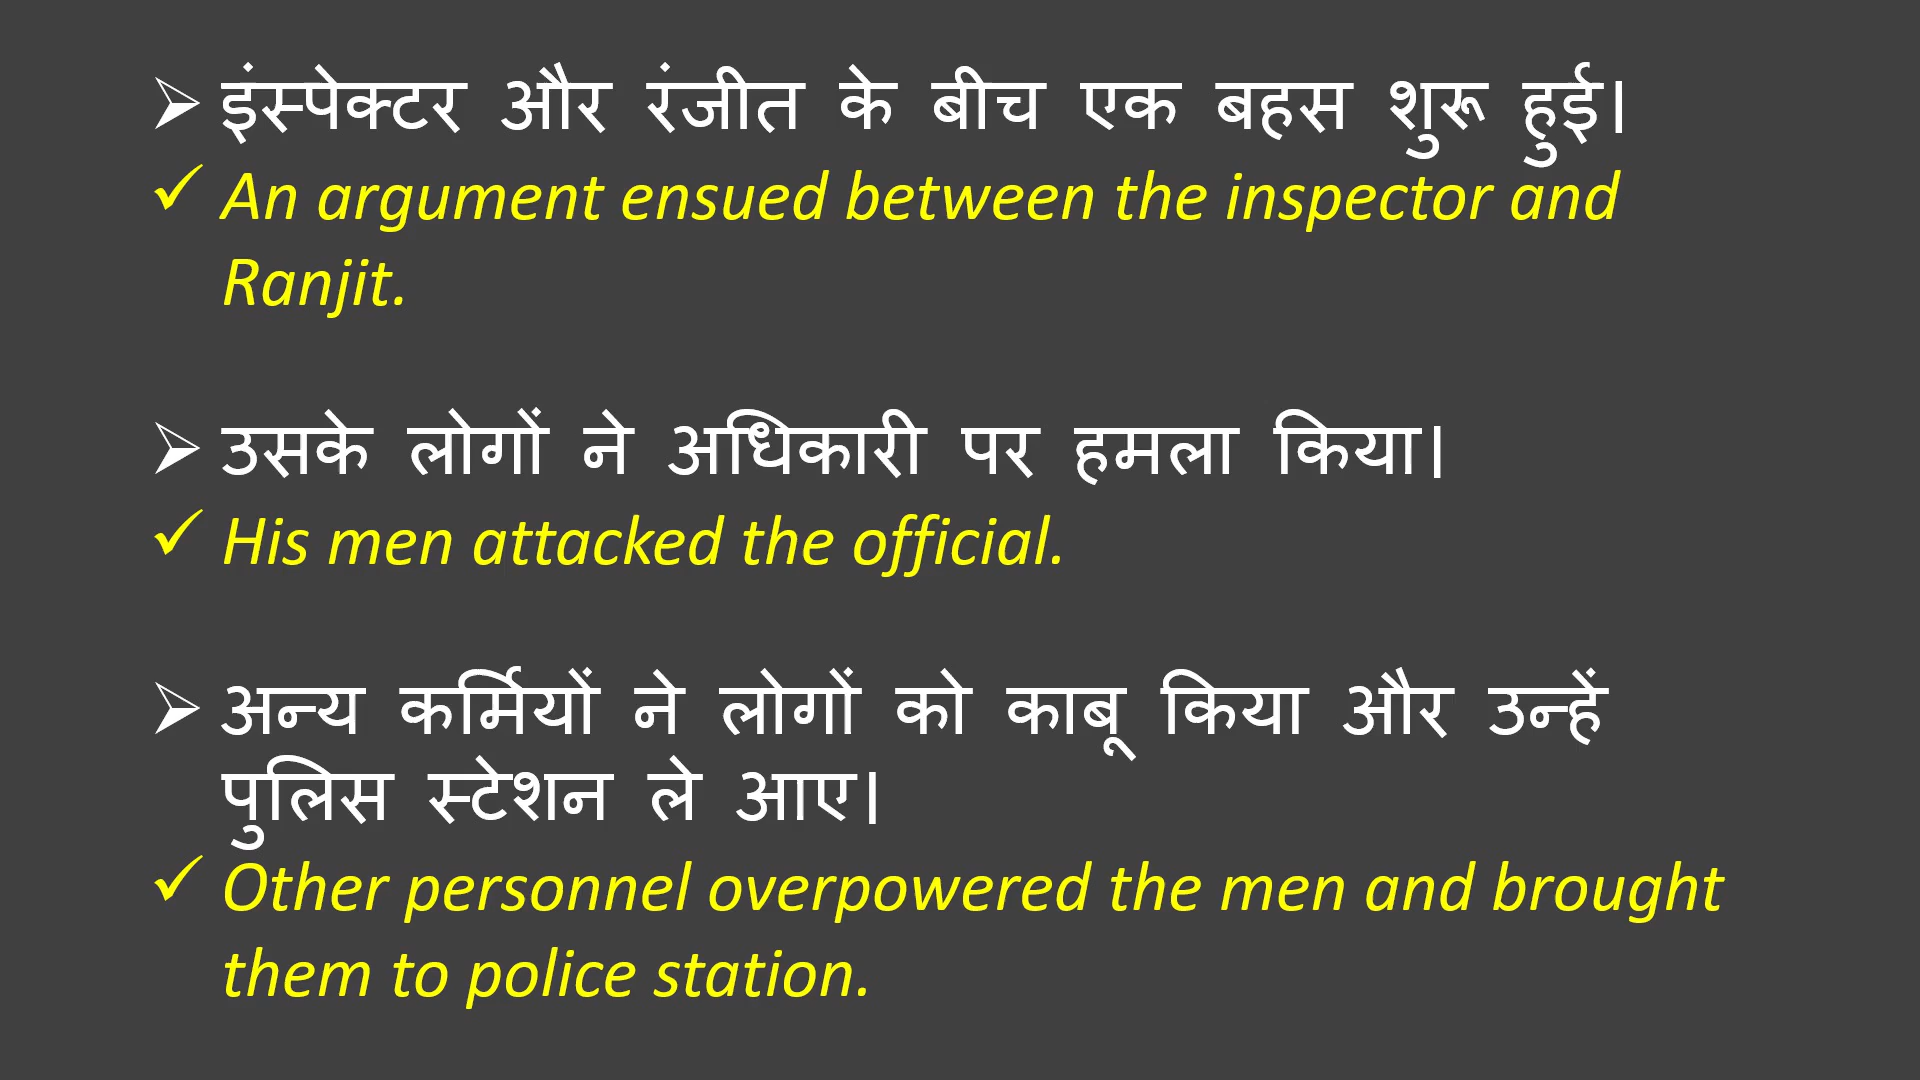 ➢ इंस्पेक्टर और रंजीत के बीच एक बहस शुरू हुई।
✓ An argument ensued between the inspector and
Ranjit.
➢ उसके लोगों ने अधिकारी पर हमला किया।
✓ His men attacked the official.
➢ अन्य कर्मियों ने लोगों को काबू किया और उन्हें
पुलिस स्टेशन ले आए।
✓ Other personnel overpowered the men and brought
them to police station.